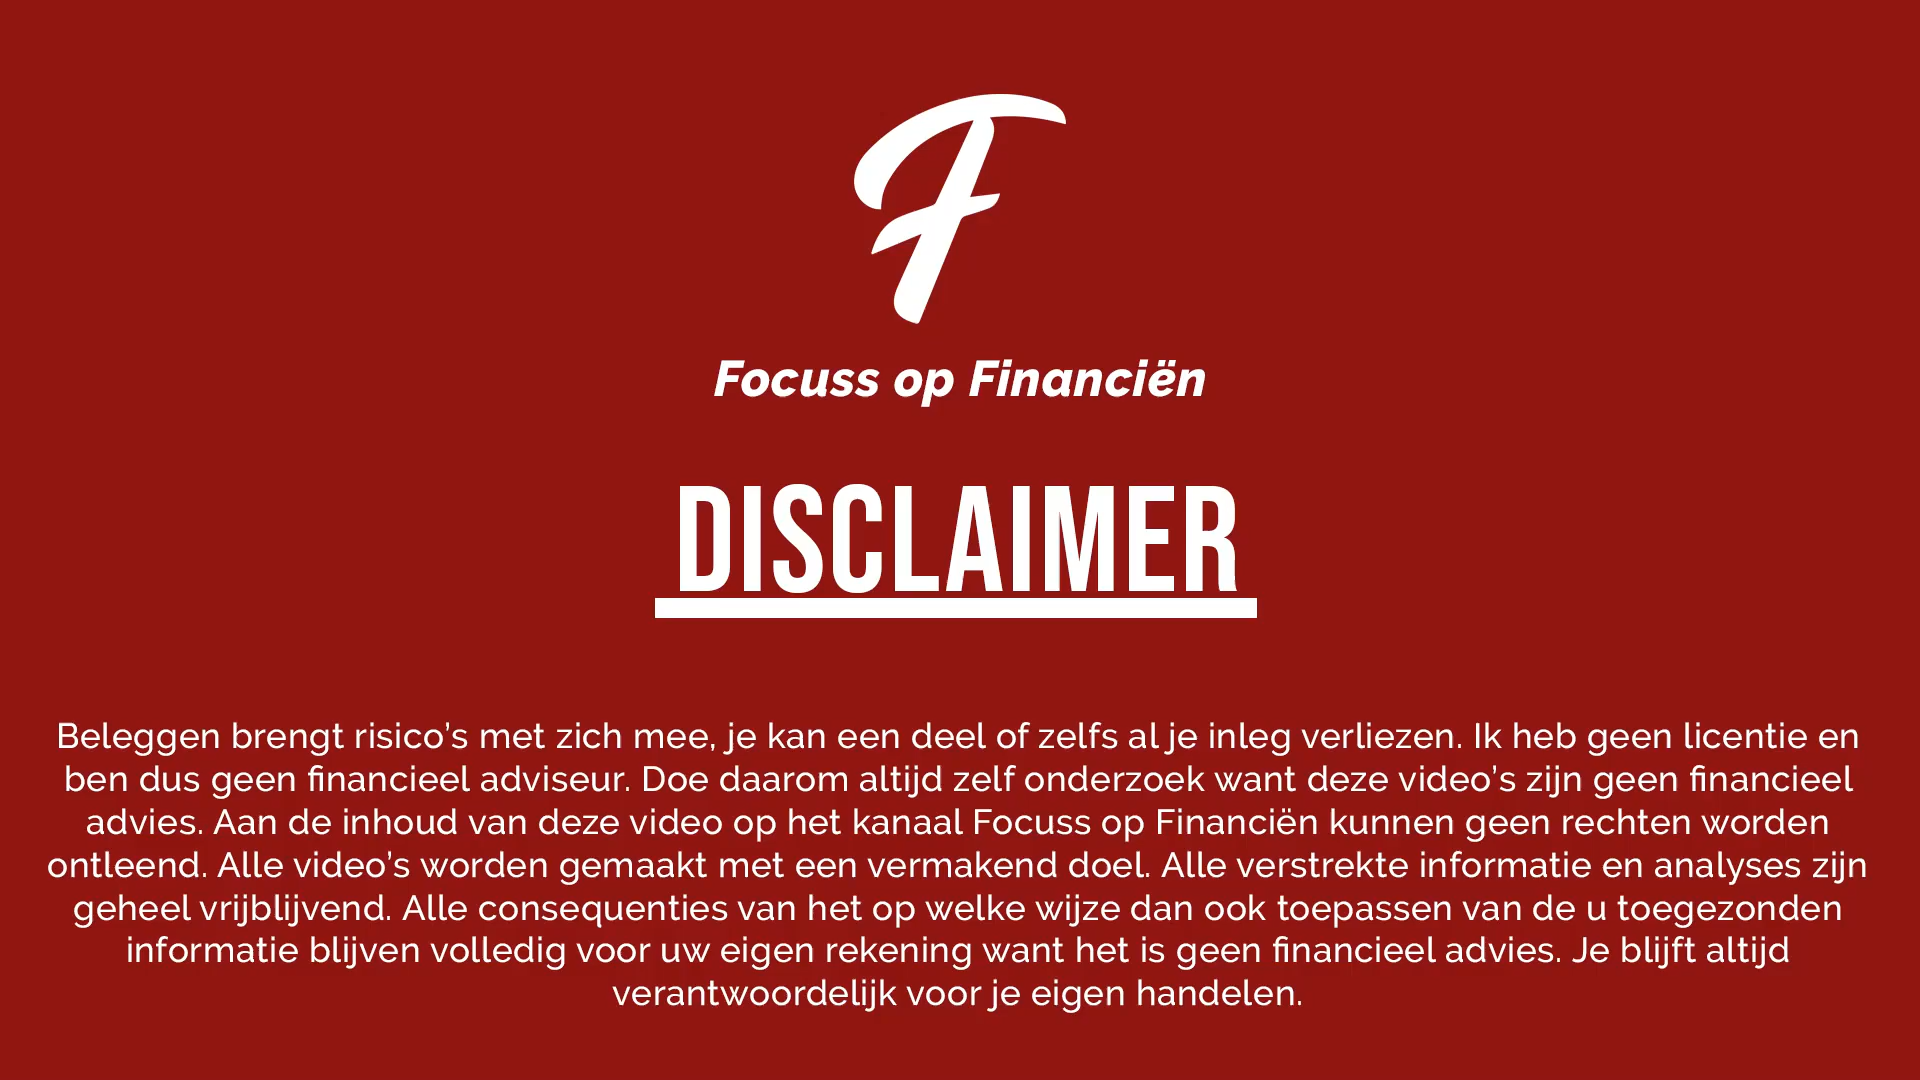 F
Focuss op Financiën
DISCLAIMER
Beleggen brengt risico's met zich mee, je kan een deel of zelfs al je inleg verliezen. Ik heb geen licentie en
ben dus geen financieel adviseur. Doe daarom altijd zelf onderzoek want deze video's zijn geen financieel
advies. Aan de inhoud van deze video op het kanaal Focuss op Financiën kunnen geen rechten worden
ontleend. Alle video's worden gemaakt met een vermakend doel. Alle verstrekte informatie en analyses zijn
geheel vrijblijvend. Alle consequenties van het op welke wijze dan ook toepassen van de u toegezonden
informatie blijven volledig voor uw eigen rekening want het is geen financieel advies. Je blijft altijd
verantwoordelijk voor je eigen handelen.